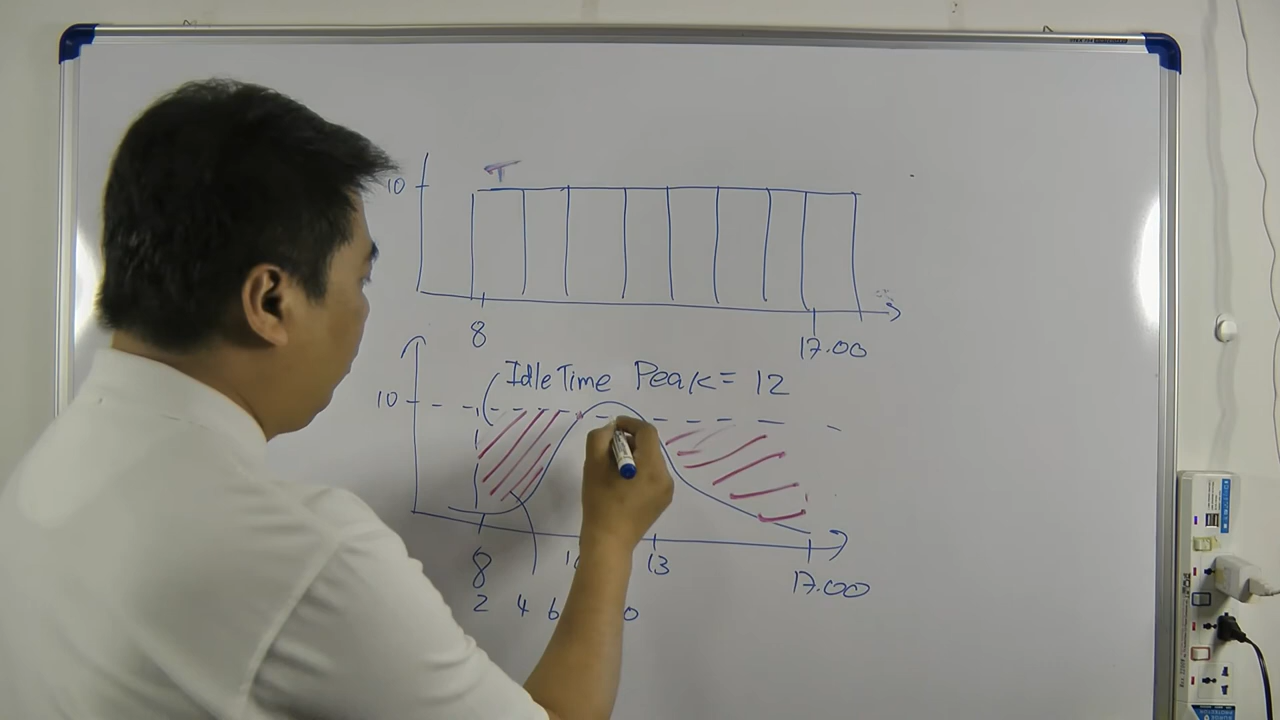 10
T
8 17.00
Idle Time Peak = 12
10
8 13 17.00
2 4 6